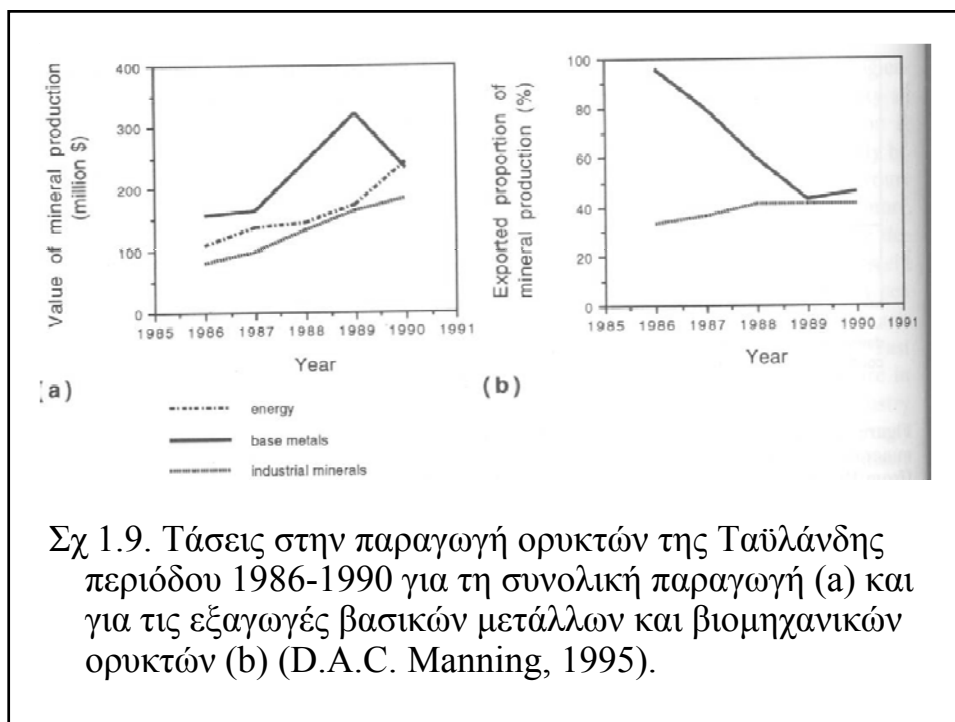 400
300
200
100
0
1985 1986 1987 1988 1989 1990 1991
Value of mineral production
(million $)
Year
(a)
100
80
60
40
20
0
1985 1986 1987 1988 1989 1990 1991
Exported proportion of
mineral production (%)
Year
(b)
energy
base metals
industrial minerals
Σχ 1.9. Τάσεις στην παραγωγή ορυκτών της Ταϋλάνδης
περιόδου 1986-1990 για τη συνολική παραγωγή (a) και
για τις εξαγωγές βασικών μετάλλων και βιομηχανικών
ορυκτών (b) (D.A.C. Manning, 1995).